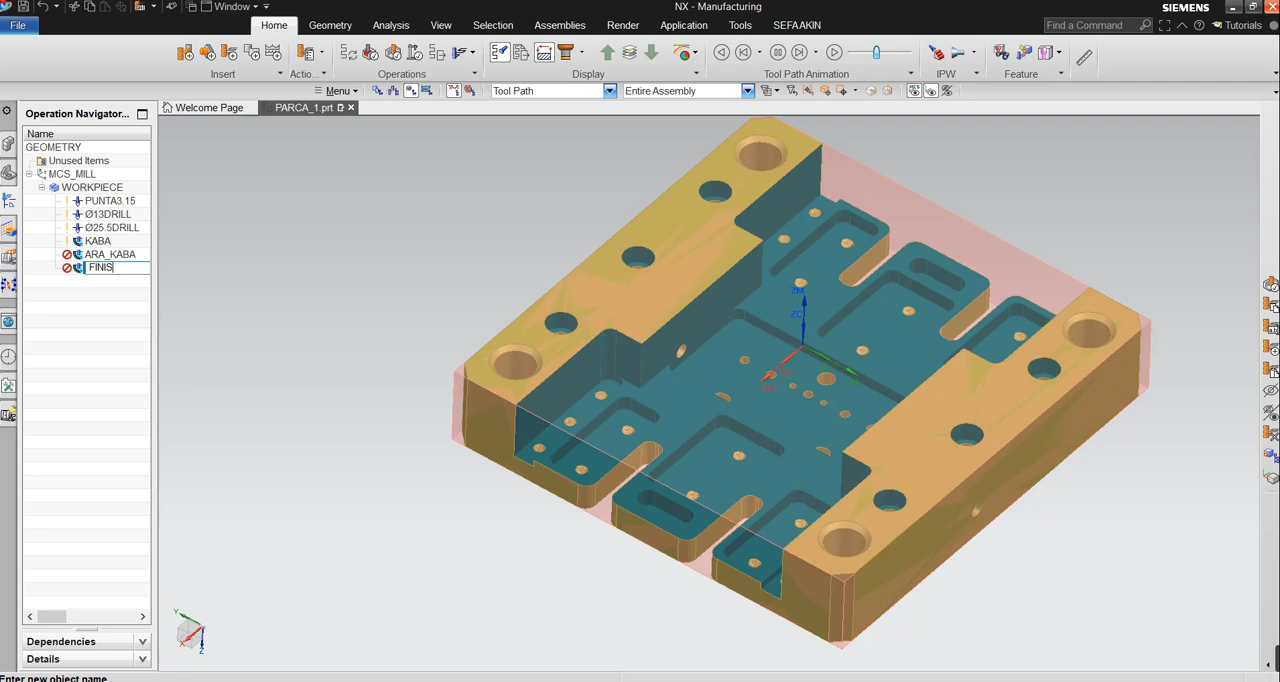 Window
NX - Manufacturing
SIEMENS
File
Home
Geometry
Analysis
View
Selection
Assemblies
Render
Application
Tools
SEFAAKIN
Find a Command
Tutorials
Insert
Actio...
Operations
Display
Tool Path Animation
IPW
Feature
Menu
Tool Path
Entire Assembly
Operation Navigator...
Welcome Page
PARCA_1.prt
Name
GEOMETRY
Unused Items
MCS_MILL
WORKPIECE
PUNTA3.15
Ø13DRILL
Ø25.5DRILL
KABA
ARA_KABA
FINIS
ZM
ZC
Y
X
Z
Dependencies
Details
Enter new object name